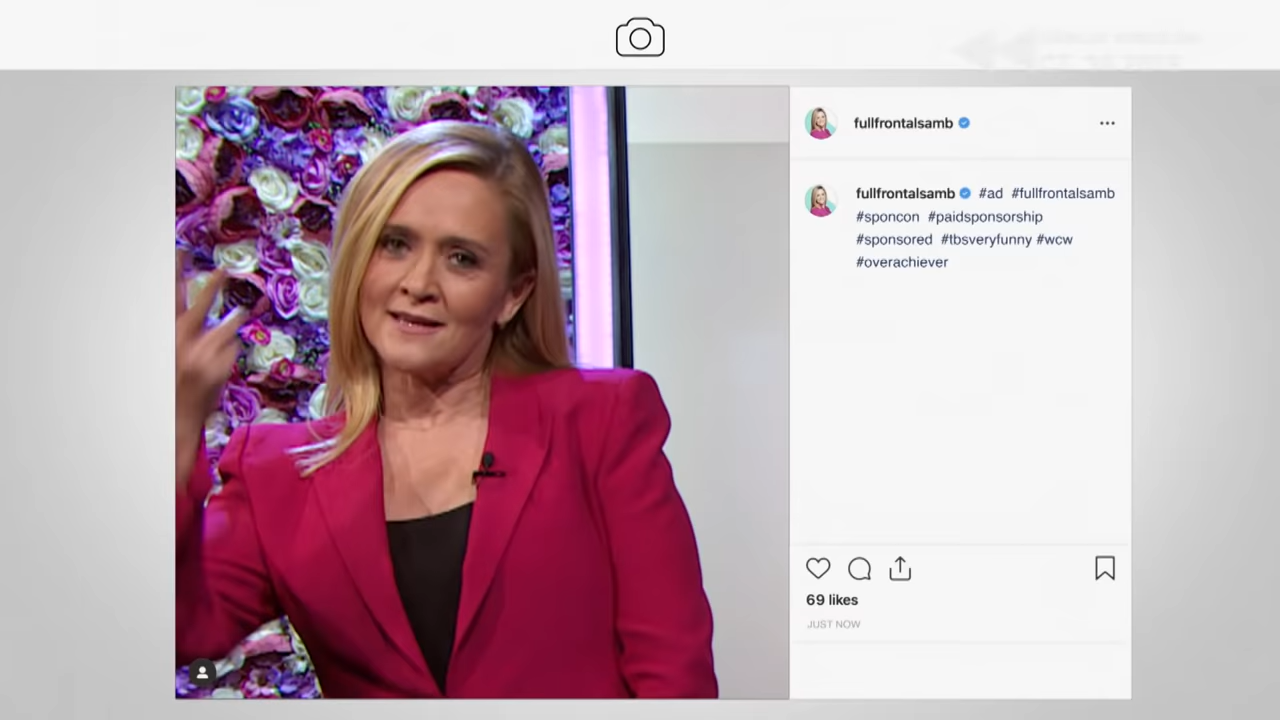 fullfrontalsamb
fullfrontalsamb #ad #fullfrontalsamb
#sponcon #paidsponsorship
#sponsored #tbsveryfunny #wcw
#overachiever
69 likes
JUST NOW